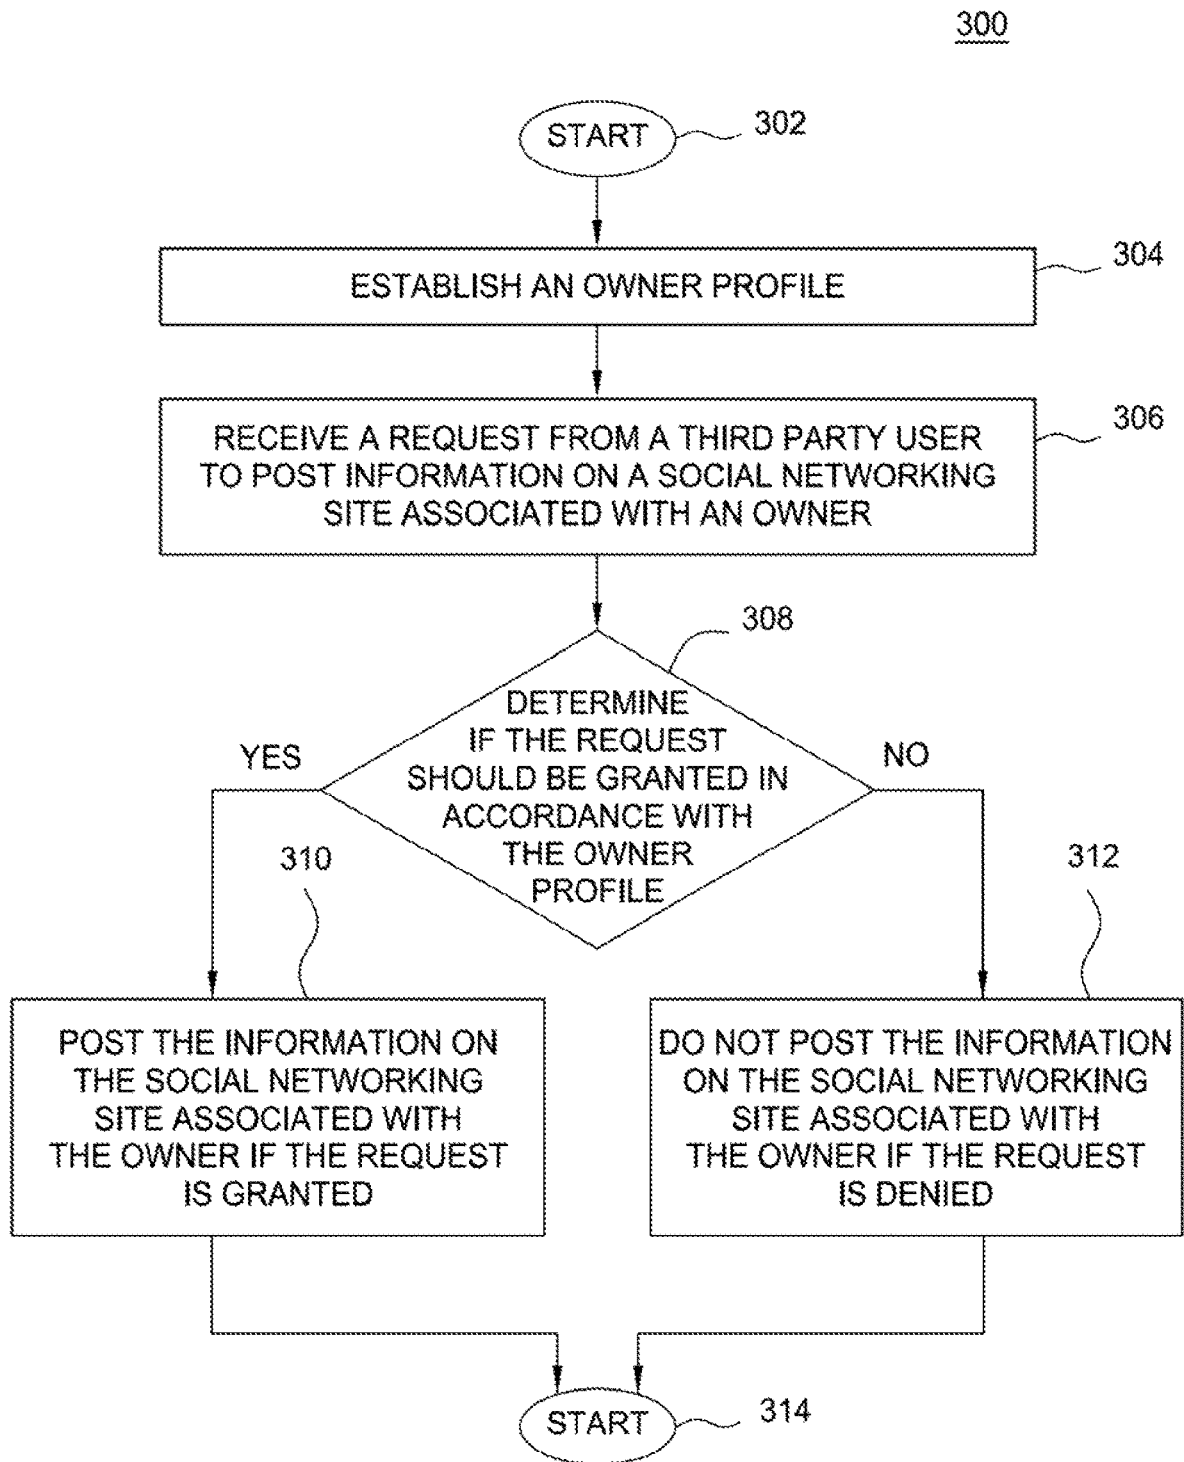 300
START
302
ESTABLISH AN OWNER PROFILE
304
RECEIVE A REQUEST FROM A THIRD PARTY USER
TO POST INFORMATION ON A SOCIAL NETWORKING
SITE ASSOCIATED WITH AN OWNER
306
308
DETERMINE
IF THE REQUEST
SHOULD BE GRANTED IN
ACCORDANCE WITH
THE OWNER
PROFILE
YES
NO
310
312
POST THE INFORMATION ON
THE SOCIAL NETWORKING
SITE ASSOCIATED WITH
THE OWNER IF THE REQUEST
IS GRANTED
DO NOT POST THE INFORMATION
ON THE SOCIAL NETWORKING
SITE ASSOCIATED WITH
THE OWNER IF THE REQUEST
IS DENIED
START
314